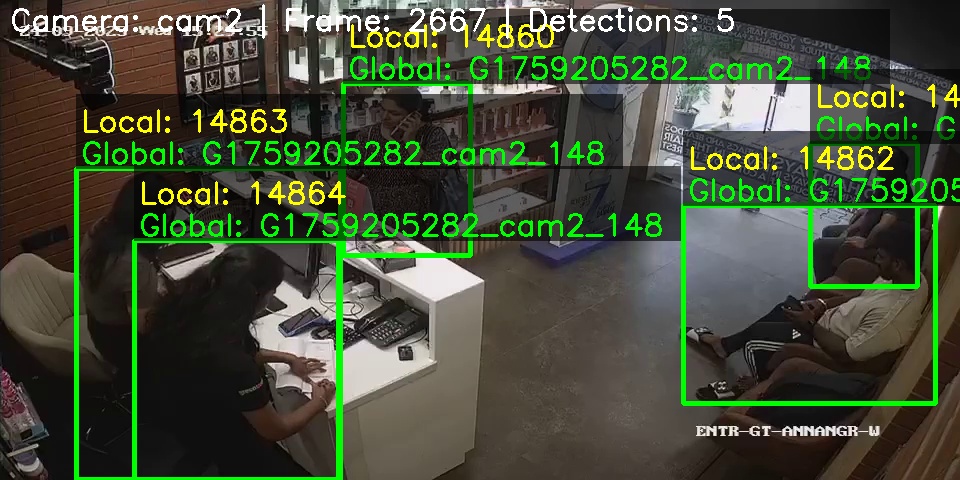 Camera: cam2 | Frame: 2667 | Detections: 5
Local: 14860
Global: G1759205282_cam2_148
Local: 14
Global: G
Local: 14863
Global: G1759205282_cam2_148
Local: 14862
Global: G1759205
Local: 14864
Global: G1759205282_cam2_148
ENTR-GT-ANNANGR-W